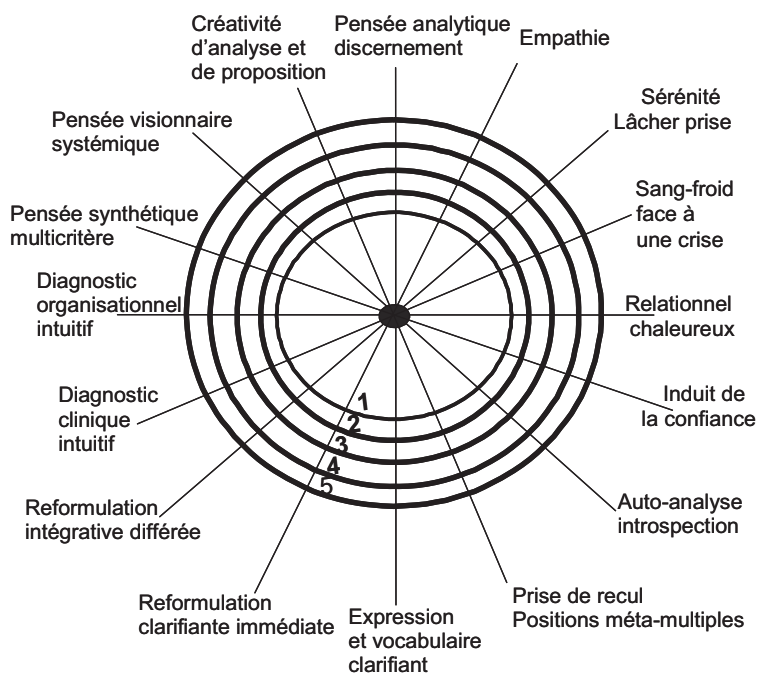 Créativité
d'analyse et
de proposition
Pensée analytique
discernement
Empathie
Sérénité
Lâcher prise
Sang-froid
face à
une crise
Relationnel
chaleureux
Induit de
la confiance
Auto-analyse
introspection
Prise de recul
Positions méta-multiples
Expression
et vocabulaire
clarifiant
Reformulation
clarifiante immédiate
Reformulation
intégrative différée
Diagnostic
clinique
intuitif
Diagnostic
organisationnel
intuitif
Pensée synthétique
multicritère
Pensée visionnaire
systémique
1
2
3
4
5